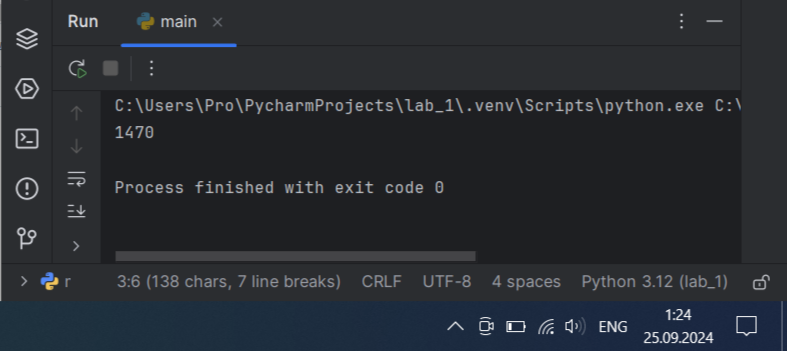 Run main
C:\Users\Pro\PycharmProjects\lab_1\.venv\Scripts\python.exe C:\
1470
Process finished with exit code 0
r 3:6 (138 chars, 7 line breaks) CRLF UTF-8 4 spaces Python 3.12 (lab_1)
ENG 1:24
25.09.2024